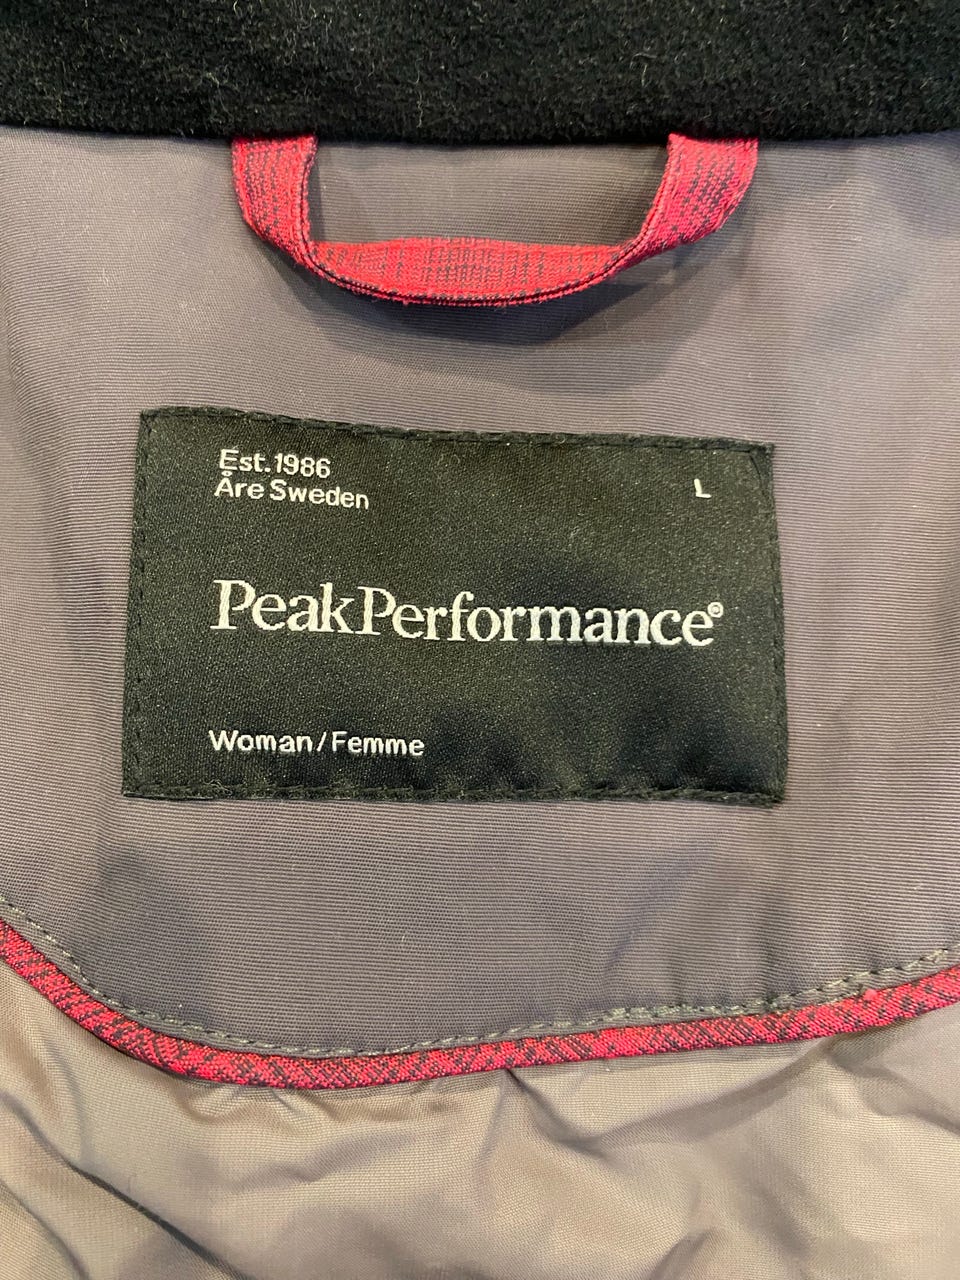 Est.1986
Åre Sweden
L
PeakPerformance®
Woman/Femme